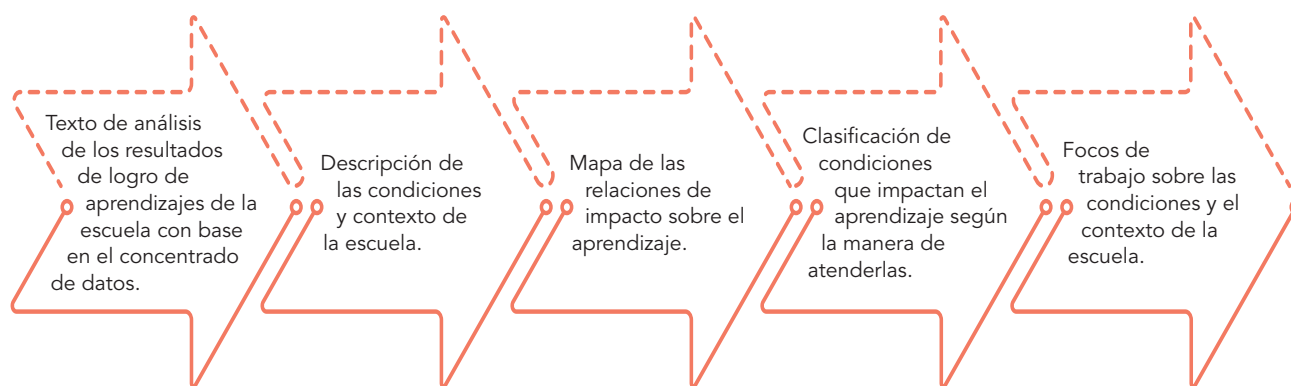 Texto de análisis
de los resultados
de logro de
aprendizajes de la
escuela con base
en el concentrado
de datos.
Descripción de
las condiciones
y contexto de
la escuela.
Mapa de las
relaciones de
impacto sobre el
aprendizaje.
Clasificación de
condiciones
que impactan el
aprendizaje según
la manera de
atenderlas.
Focos de
trabajo sobre las
condiciones y el
contexto de la
escuela.